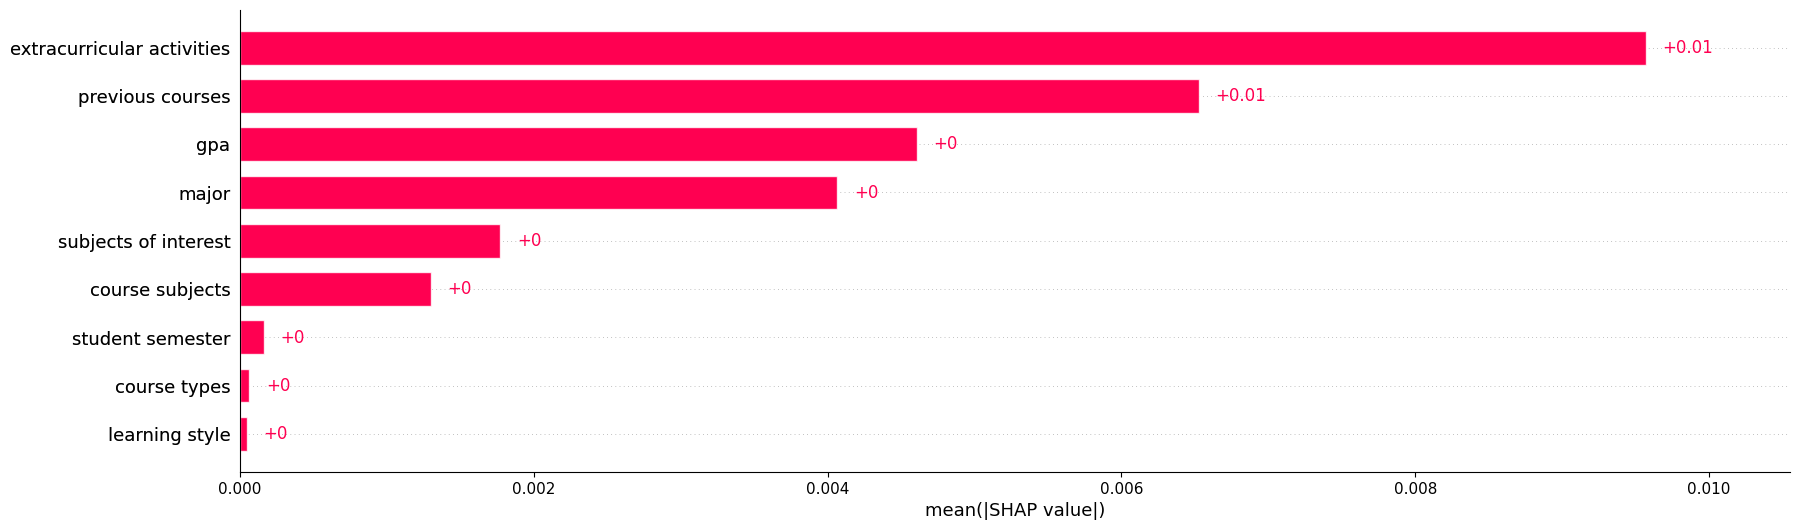 extracurricular activities +0.01
previous courses +0.01
gpa +0
major +0
subjects of interest +0
course subjects +0
student semester +0
course types +0
learning style +0
0.000 0.002 0.004 0.006 0.008 0.010
mean(|SHAP value|)